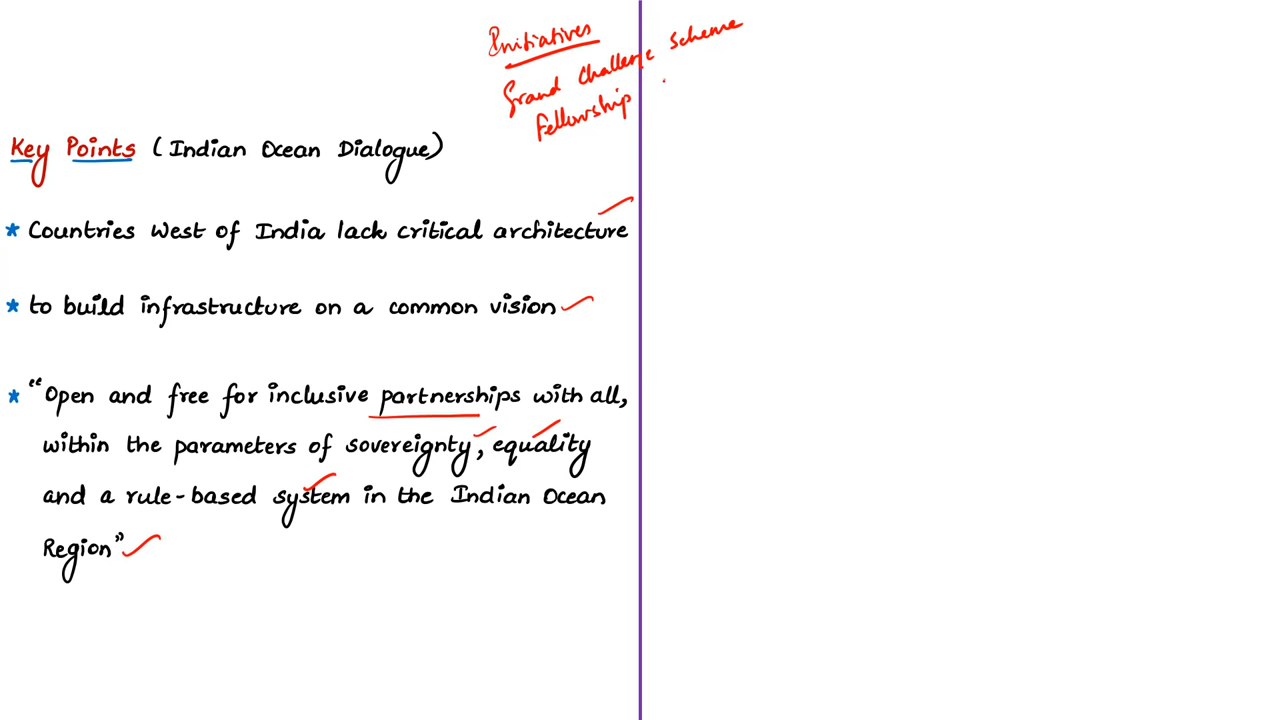 Initiatives
Grand Challenge Scheme
Fellowship
Key Points (Indian Ocean Dialogue)
* Countries West of India lack critical architecture
* to build infrastructure on a common vision
* "Open and free for inclusive partnerships with all,
within the parameters of sovereignty, equality
and a rule-based system in the Indian Ocean
Region"